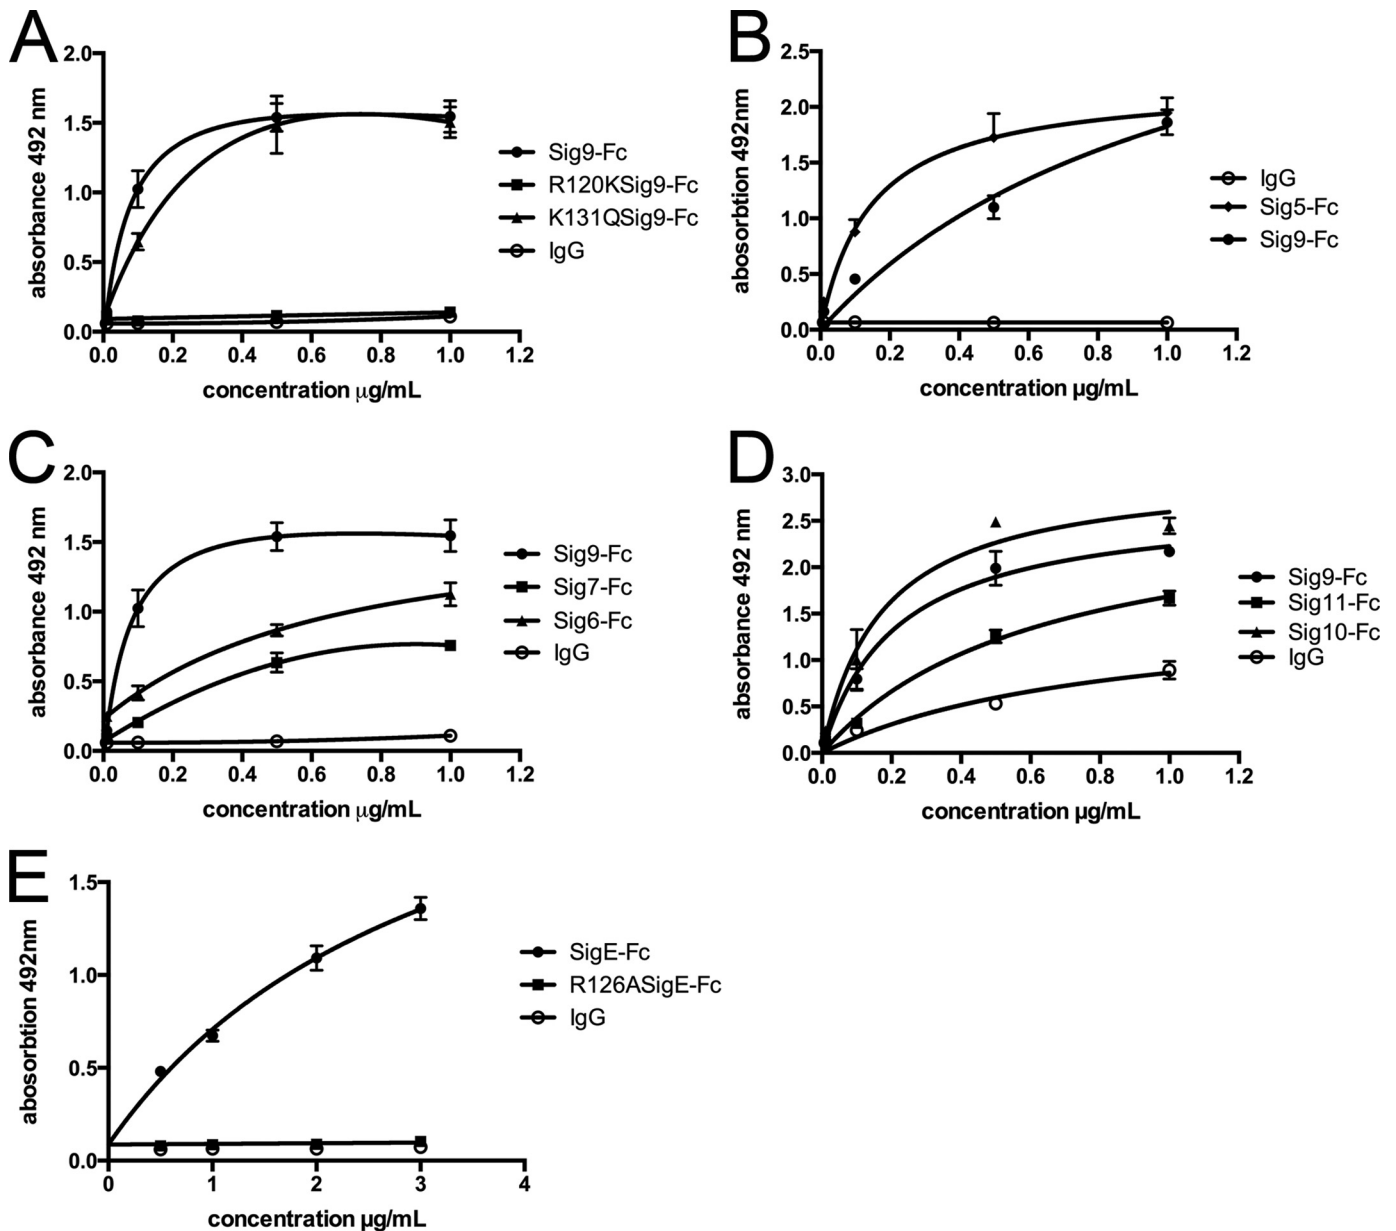 A
absorbance 492 nm
2.0
1.5
1.0
0.5
0.0
0.0 0.2 0.4 0.6 0.8 1.0 1.2
concentration μg/mL
Sig9-Fc
R120KSig9-Fc
K131QSig9-Fc
IgG
B
abosorbtion 492nm
2.5
2.0
1.5
1.0
0.5
0.0
0.0 0.2 0.4 0.6 0.8 1.0 1.2
concentration µg/mL
IgG
Sig5-Fc
Sig9-Fc
C
absorbance 492 nm
2.0
1.5
1.0
0.5
0.0
0.0 0.2 0.4 0.6 0.8 1.0 1.2
concentration μg/mL
Sig9-Fc
Sig7-Fc
Sig6-Fc
IgG
D
absorbance 492 nm
3.0
2.5
2.0
1.5
1.0
0.5
0.0
0.0 0.2 0.4 0.6 0.8 1.0 1.2
concentration µg/mL
Sig9-Fc
Sig11-Fc
Sig10-Fc
IgG
E
abosorbtion 492nm
1.5
1.0
0.5
0.0
0 1 2 3 4
concentration µg/mL
SigE-Fc
R126ASigE-Fc
IgG